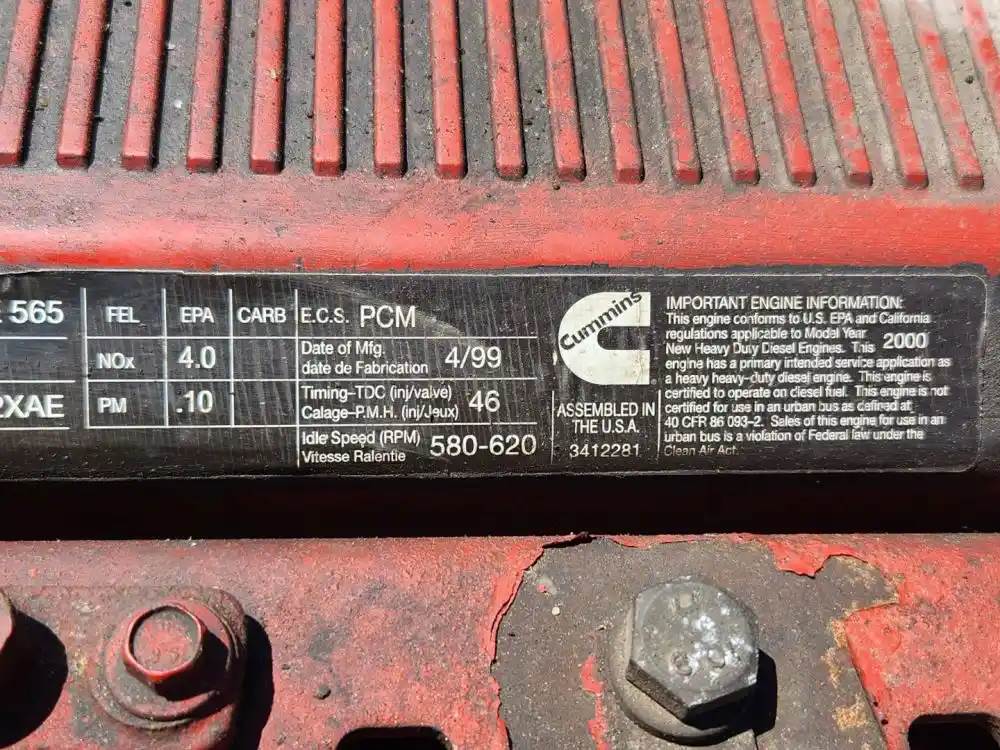 565
2XAE
FEL EPA CARB
NOx 4.0
PM .10
E.C.S. PCM
Date of Mfg.
date de Fabrication 4/99
Timing-TDC (inj/valve)
Calage-P.M.H. (inj/Jeux) 46
Idle Speed (RPM)
Vitesse Ralentie 580-620
Cummins
ASSEMBLED IN
THE U.S.A.
3412281
IMPORTANT ENGINE INFORMATION:
This engine conforms to U.S. EPA and California
regulations applicable to Model Year
New Heavy Duty Diesel Engines. This 2000
engine has a primary intended service application as
a heavy heavy-duty diesel engine. This engine is
certified to operate on diesel fuel. This engine is not
certified for use in an urban bus as defined at
40 CFR 86 093-2. Sales of this engine for use in an
urban bus is a violation of Federal law under the
Clean Air Act.